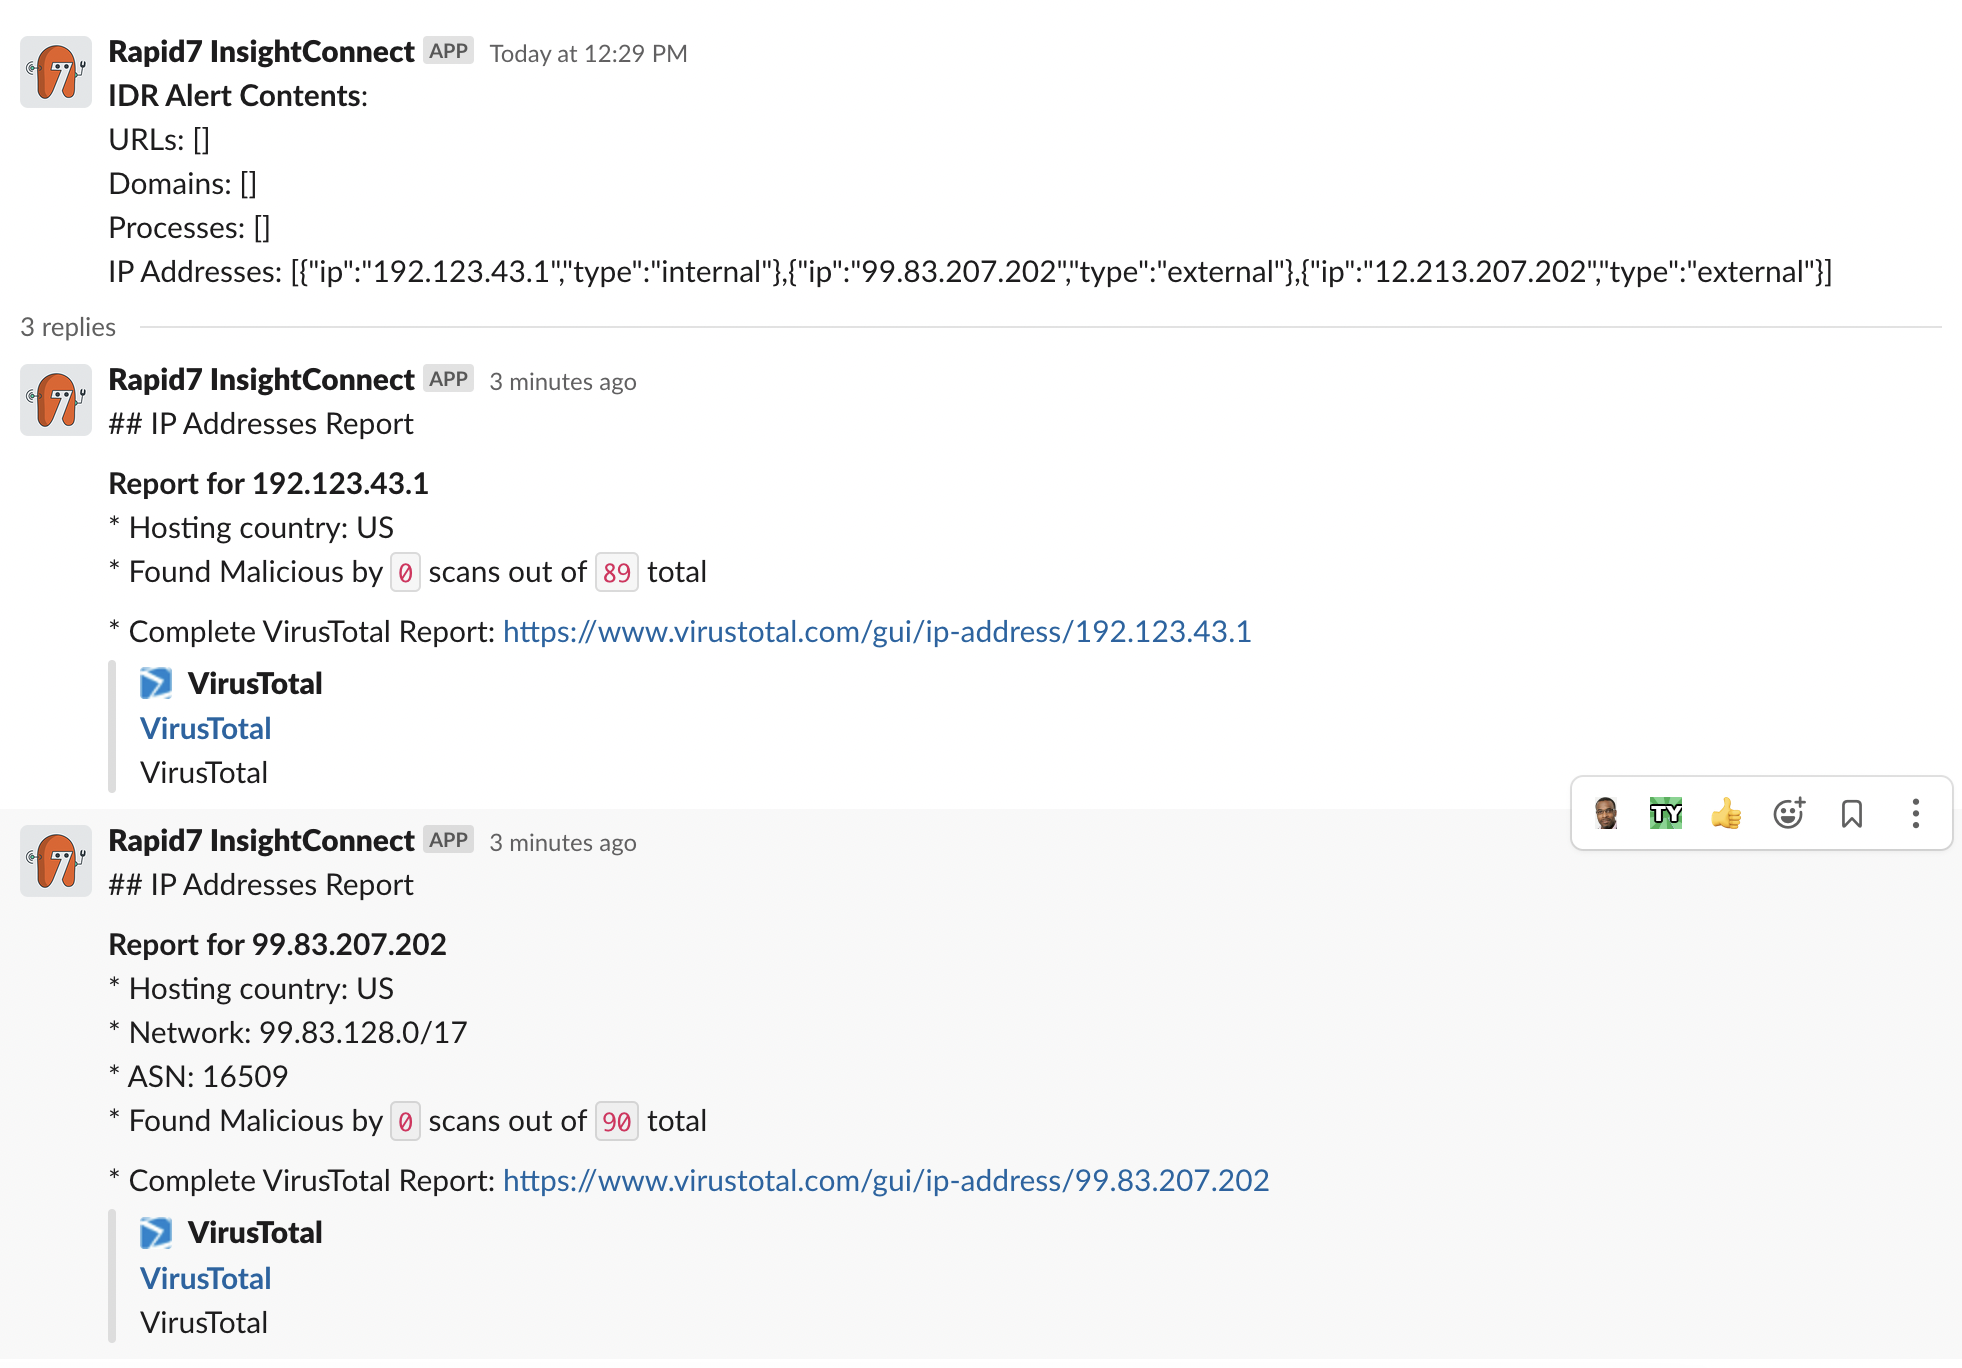 Rapid7 InsightConnect APP Today at 12:29 PM
IDR Alert Contents:
URLs: []
Domains: []
Processes: []
IP Addresses: [{"ip":"192.123.43.1","type":"internal"},{"ip":"99.83.207.202","type":"external"},{"ip":"12.213.207.202","type":"external"}]
3 replies
Rapid7 InsightConnect APP 3 minutes ago
## IP Addresses Report
Report for 192.123.43.1
* Hosting country: US
* Found Malicious by 0 scans out of 89 total
* Complete VirusTotal Report: https://www.virustotal.com/gui/ip-address/192.123.43.1
VirusTotal
VirusTotal
VirusTotal
TY
Rapid7 InsightConnect APP 3 minutes ago
## IP Addresses Report
Report for 99.83.207.202
* Hosting country: US
* Network: 99.83.128.0/17
* ASN: 16509
* Found Malicious by 0 scans out of 90 total
* Complete VirusTotal Report: https://www.virustotal.com/gui/ip-address/99.83.207.202
VirusTotal
VirusTotal
VirusTotal